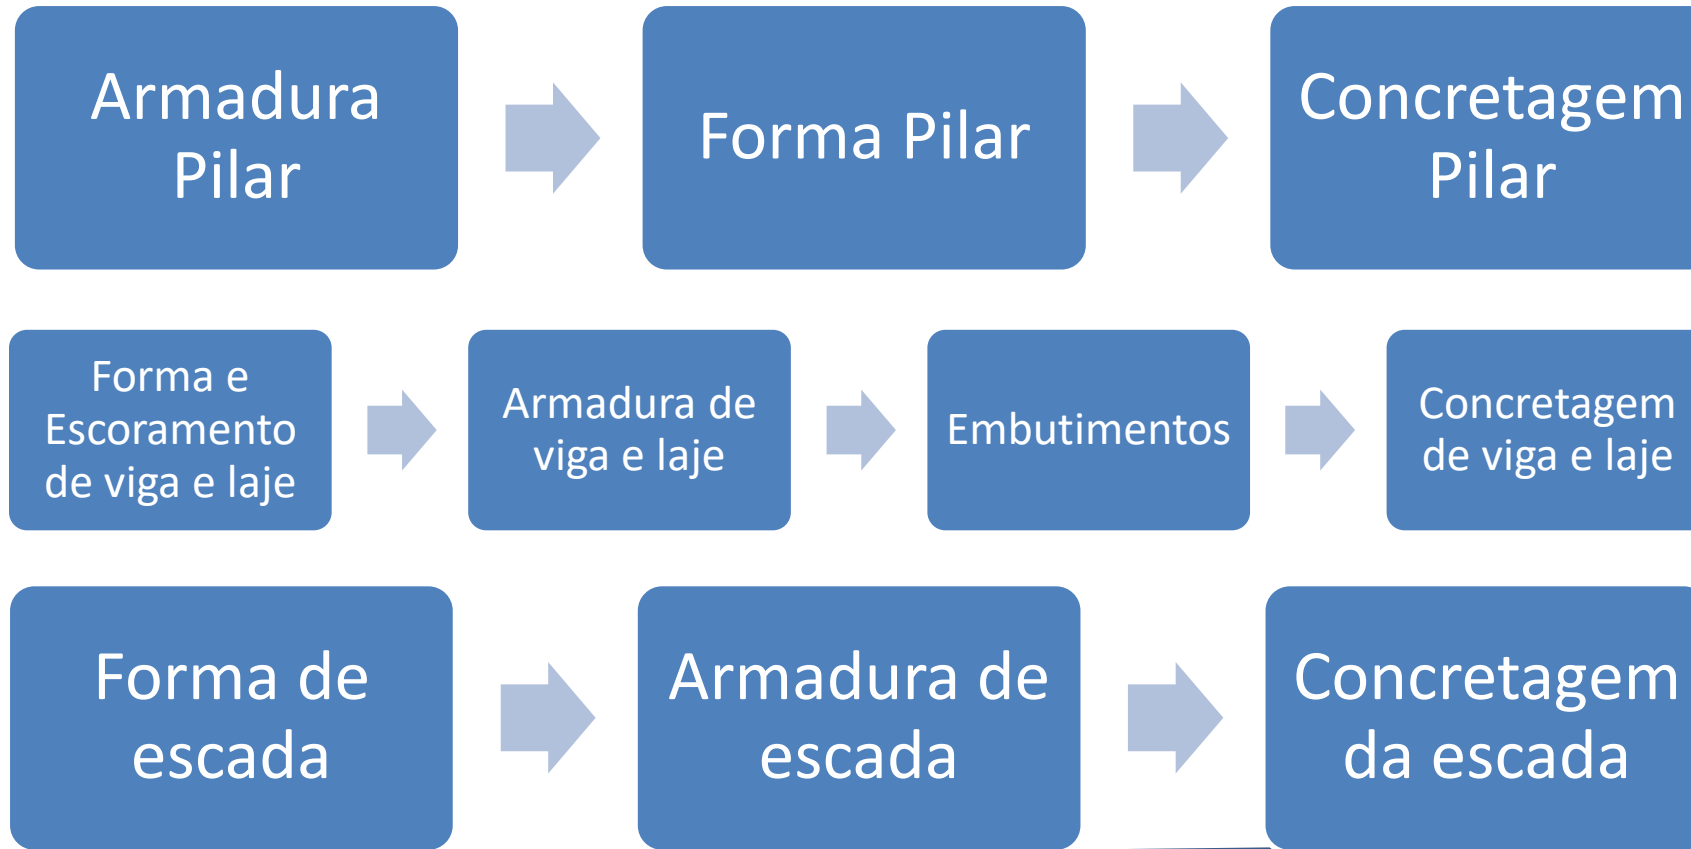 Armadura
Pilar
Forma Pilar
Concretagem
Pilar
Forma e
Escoramento
de viga e laje
Armadura de
viga e laje
Embutimentos
Concretagem
de viga e laje
Forma de
escada
Armadura de
escada
Concretagem
da escada